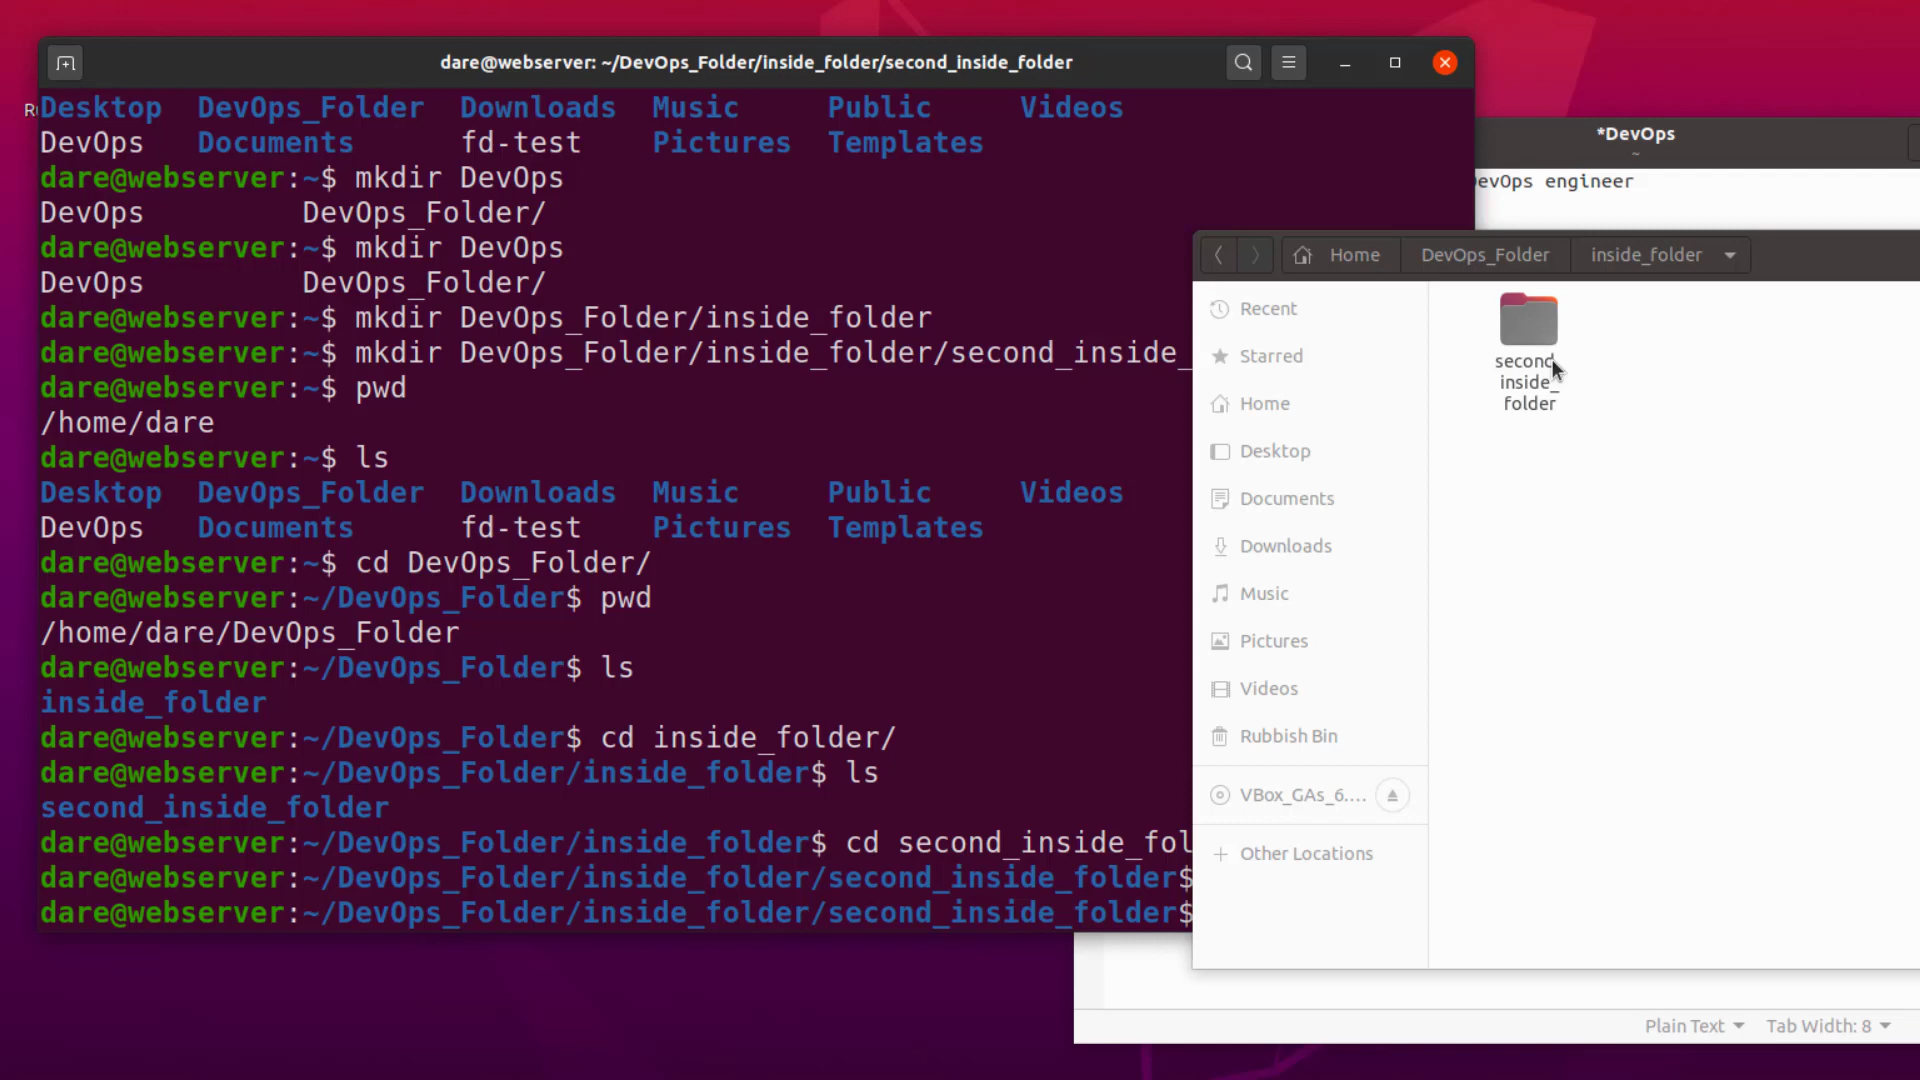 dare@webserver: ~/DevOps_Folder/inside_folder/second_inside_folder
Desktop DevOps_Folder Downloads Music Public Videos
DevOps Documents fd-test Pictures Templates
dare@webserver:~$ mkdir DevOps
DevOps DevOps_Folder/
dare@webserver:~$ mkdir DevOps
DevOps DevOps_Folder/
dare@webserver:~$ mkdir DevOps_Folder/inside_folder
dare@webserver:~$ mkdir DevOps_Folder/inside_folder/second_inside_
dare@webserver:~$ pwd
/home/dare
dare@webserver:~$ ls
Desktop DevOps_Folder Downloads Music Public Videos
DevOps Documents fd-test Pictures Templates
dare@webserver:~$ cd DevOps_Folder/
dare@webserver:~/DevOps_Folder$ pwd
/home/dare/DevOps_Folder
dare@webserver:~/DevOps_Folder$ ls
inside_folder
dare@webserver:~/DevOps_Folder$ cd inside_folder/
dare@webserver:~/DevOps_Folder/inside_folder$ ls
second_inside_folder
dare@webserver:~/DevOps_Folder/inside_folder$ cd second_inside_fol
dare@webserver:~/DevOps_Folder/inside_folder/second_inside_folder$
dare@webserver:~/DevOps_Folder/inside_folder/second_inside_folder$
*DevOps
~
engineer
Home DevOps_Folder inside_folder
Recent
Starred
Home
Desktop
Documents
Downloads
Music
Pictures
Videos
Rubbish Bin
VBox_GAs_6....
Other Locations
second_
inside_
folder
Plain Text Tab Width: 8